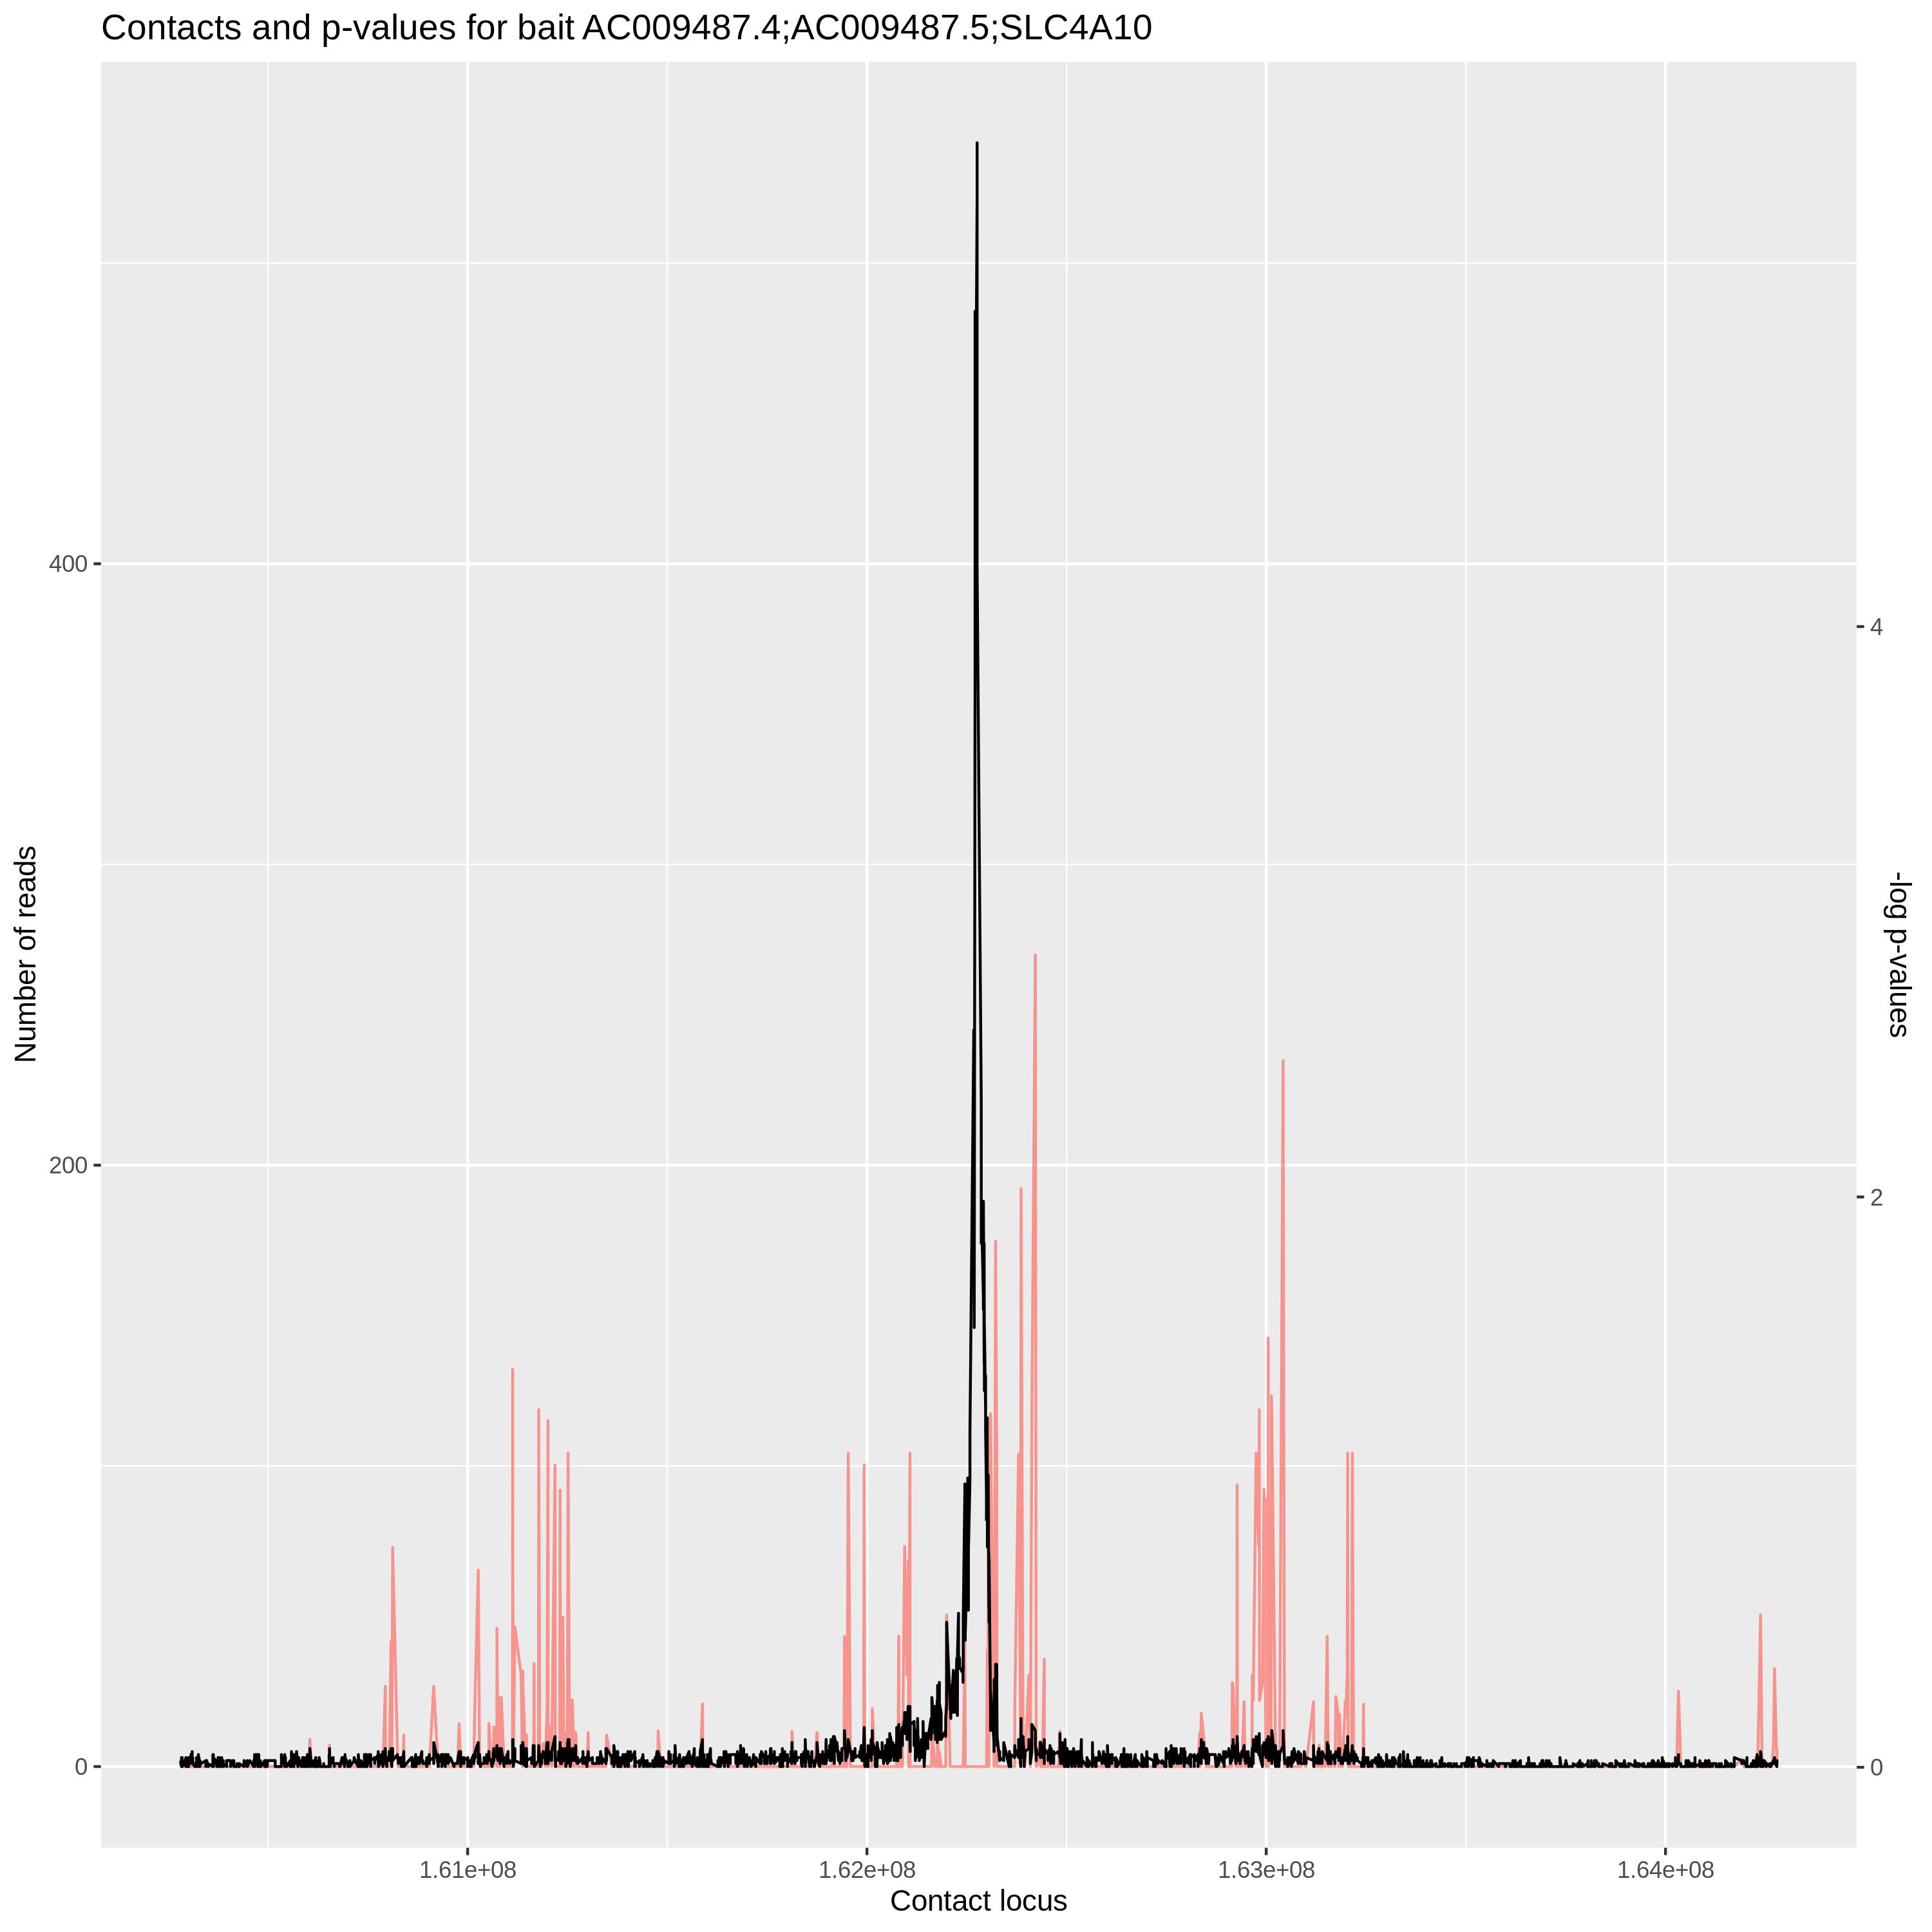 Contacts and p-values for bait AC009487.4;AC009487.5;SLC4A10
Number of reads
400
200
0
4
2
0
-log p-values
1.61e+08
1.62e+08
1.63e+08
1.64e+08
Contact locus